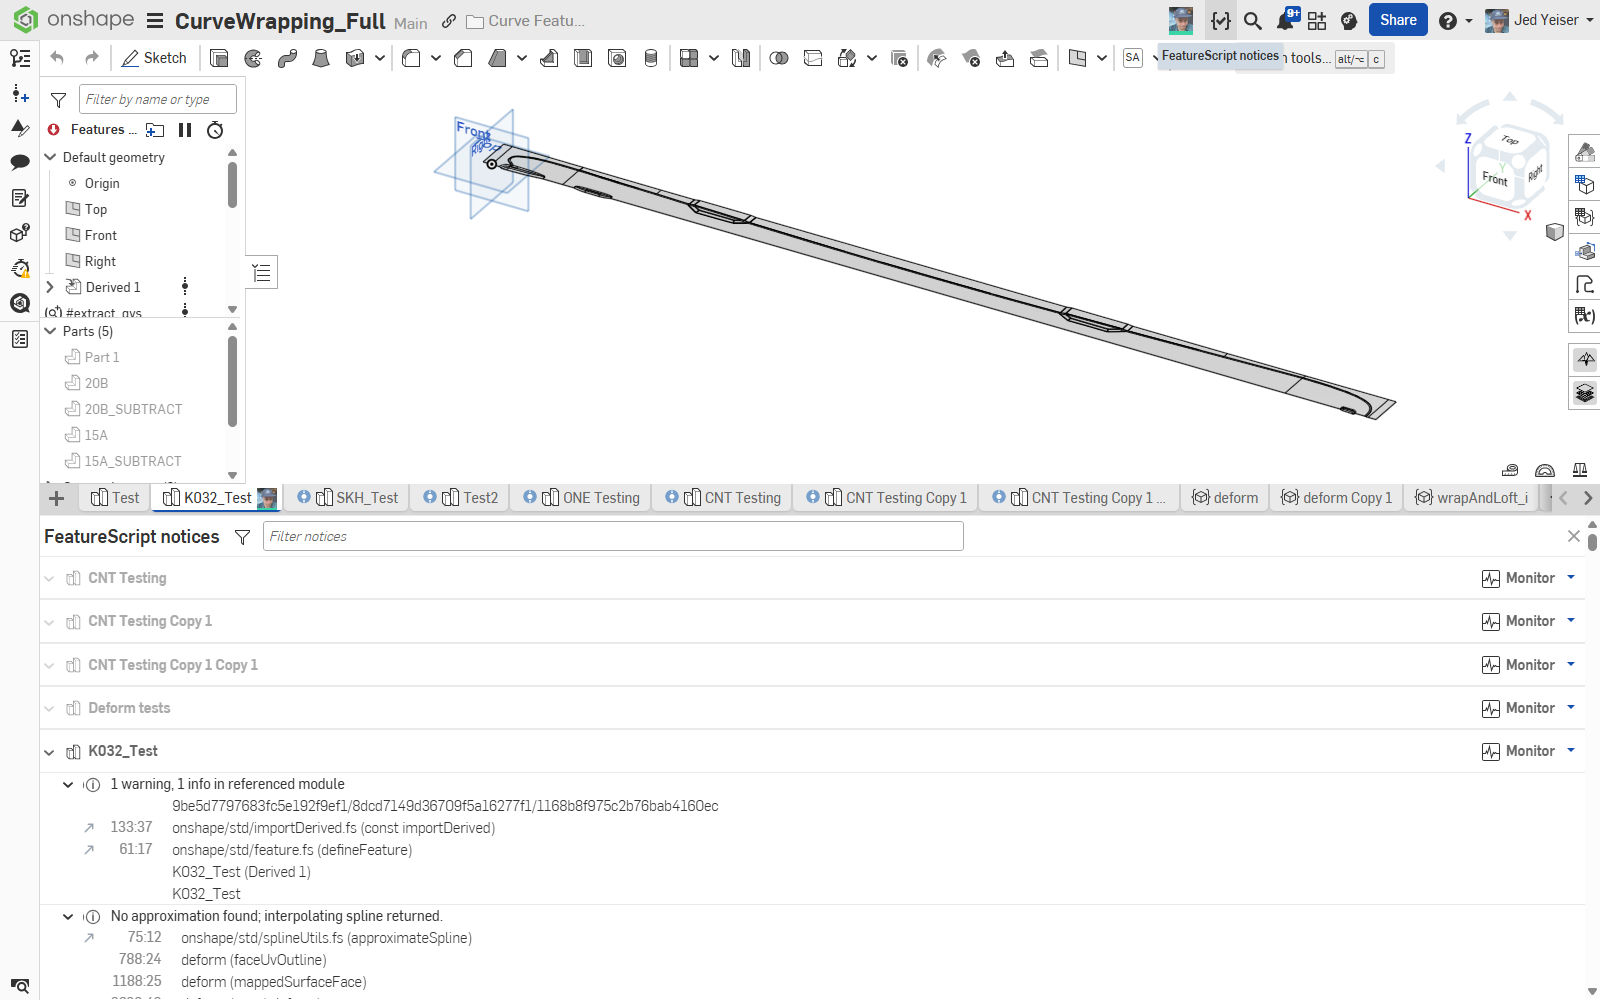 onshape CurveWrapping_Full Main Curve Featu... 9+ Share Jed Yeiser
Sketch SA FeatureScript notices tools... alt/⌥ c
Filter by name or type
Features ...
Default geometry
Origin
Top
Front
Right
Derived 1
#extract_qvs
Parts (5)
Part 1
20B
20B_SUBTRACT
15A
15A_SUBTRACT
Front
Top
Right
Z
Top
Y
Front
Right
X
Test K032_Test SKH_Test Test2 ONE Testing CNT Testing CNT Testing Copy 1 CNT Testing Copy 1 ... deform deform Copy 1 wrapAndLoft_i
FeatureScript notices Filter notices
CNT Testing Monitor
CNT Testing Copy 1 Monitor
CNT Testing Copy 1 Copy 1 Monitor
Deform tests Monitor
K032_Test Monitor
1 warning, 1 info in referenced module
9be5d7797683fc5e192f9ef1/8dcd7149d36709f5a16277f1/1168b8f975c2b76bab4160ec
133:37 onshape/std/importDerived.fs (const importDerived)
61:17 onshape/std/feature.fs (defineFeature)
K032_Test (Derived 1)
K032_Test
No approximation found; interpolating spline returned.
75:12 onshape/std/splineUtils.fs (approximateSpline)
788:24 deform (faceUvOutline)
1188:25 deform (mappedSurfaceFace)